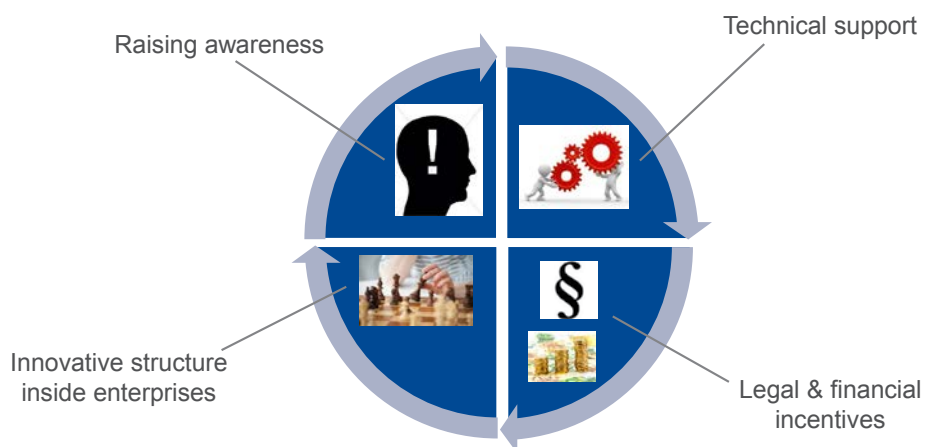 Raising awareness
Technical support
!
§
Innovative structure
inside enterprises
Legal & financial
incentives